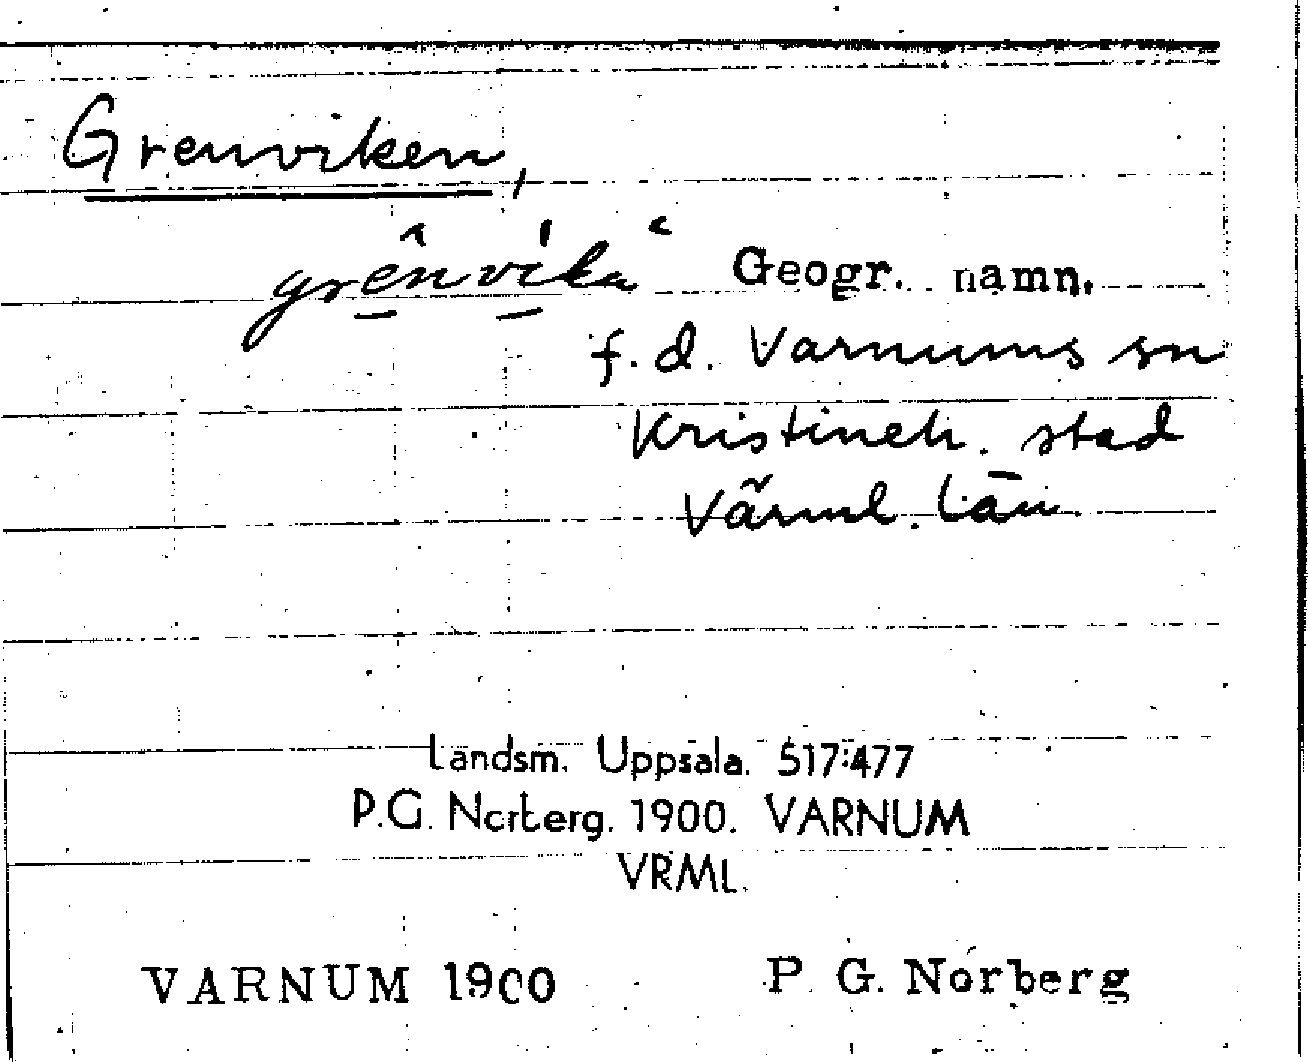 Grenviken,
grênvíka Geogr. namn.
f.d. Varnums sn
Kristineh. stad
Värml. län.
Landsm. Uppsala. 517:477
P.G. Norberg. 1900. VARNUM
VRML.
VARNUM 1900 P G. Norberg